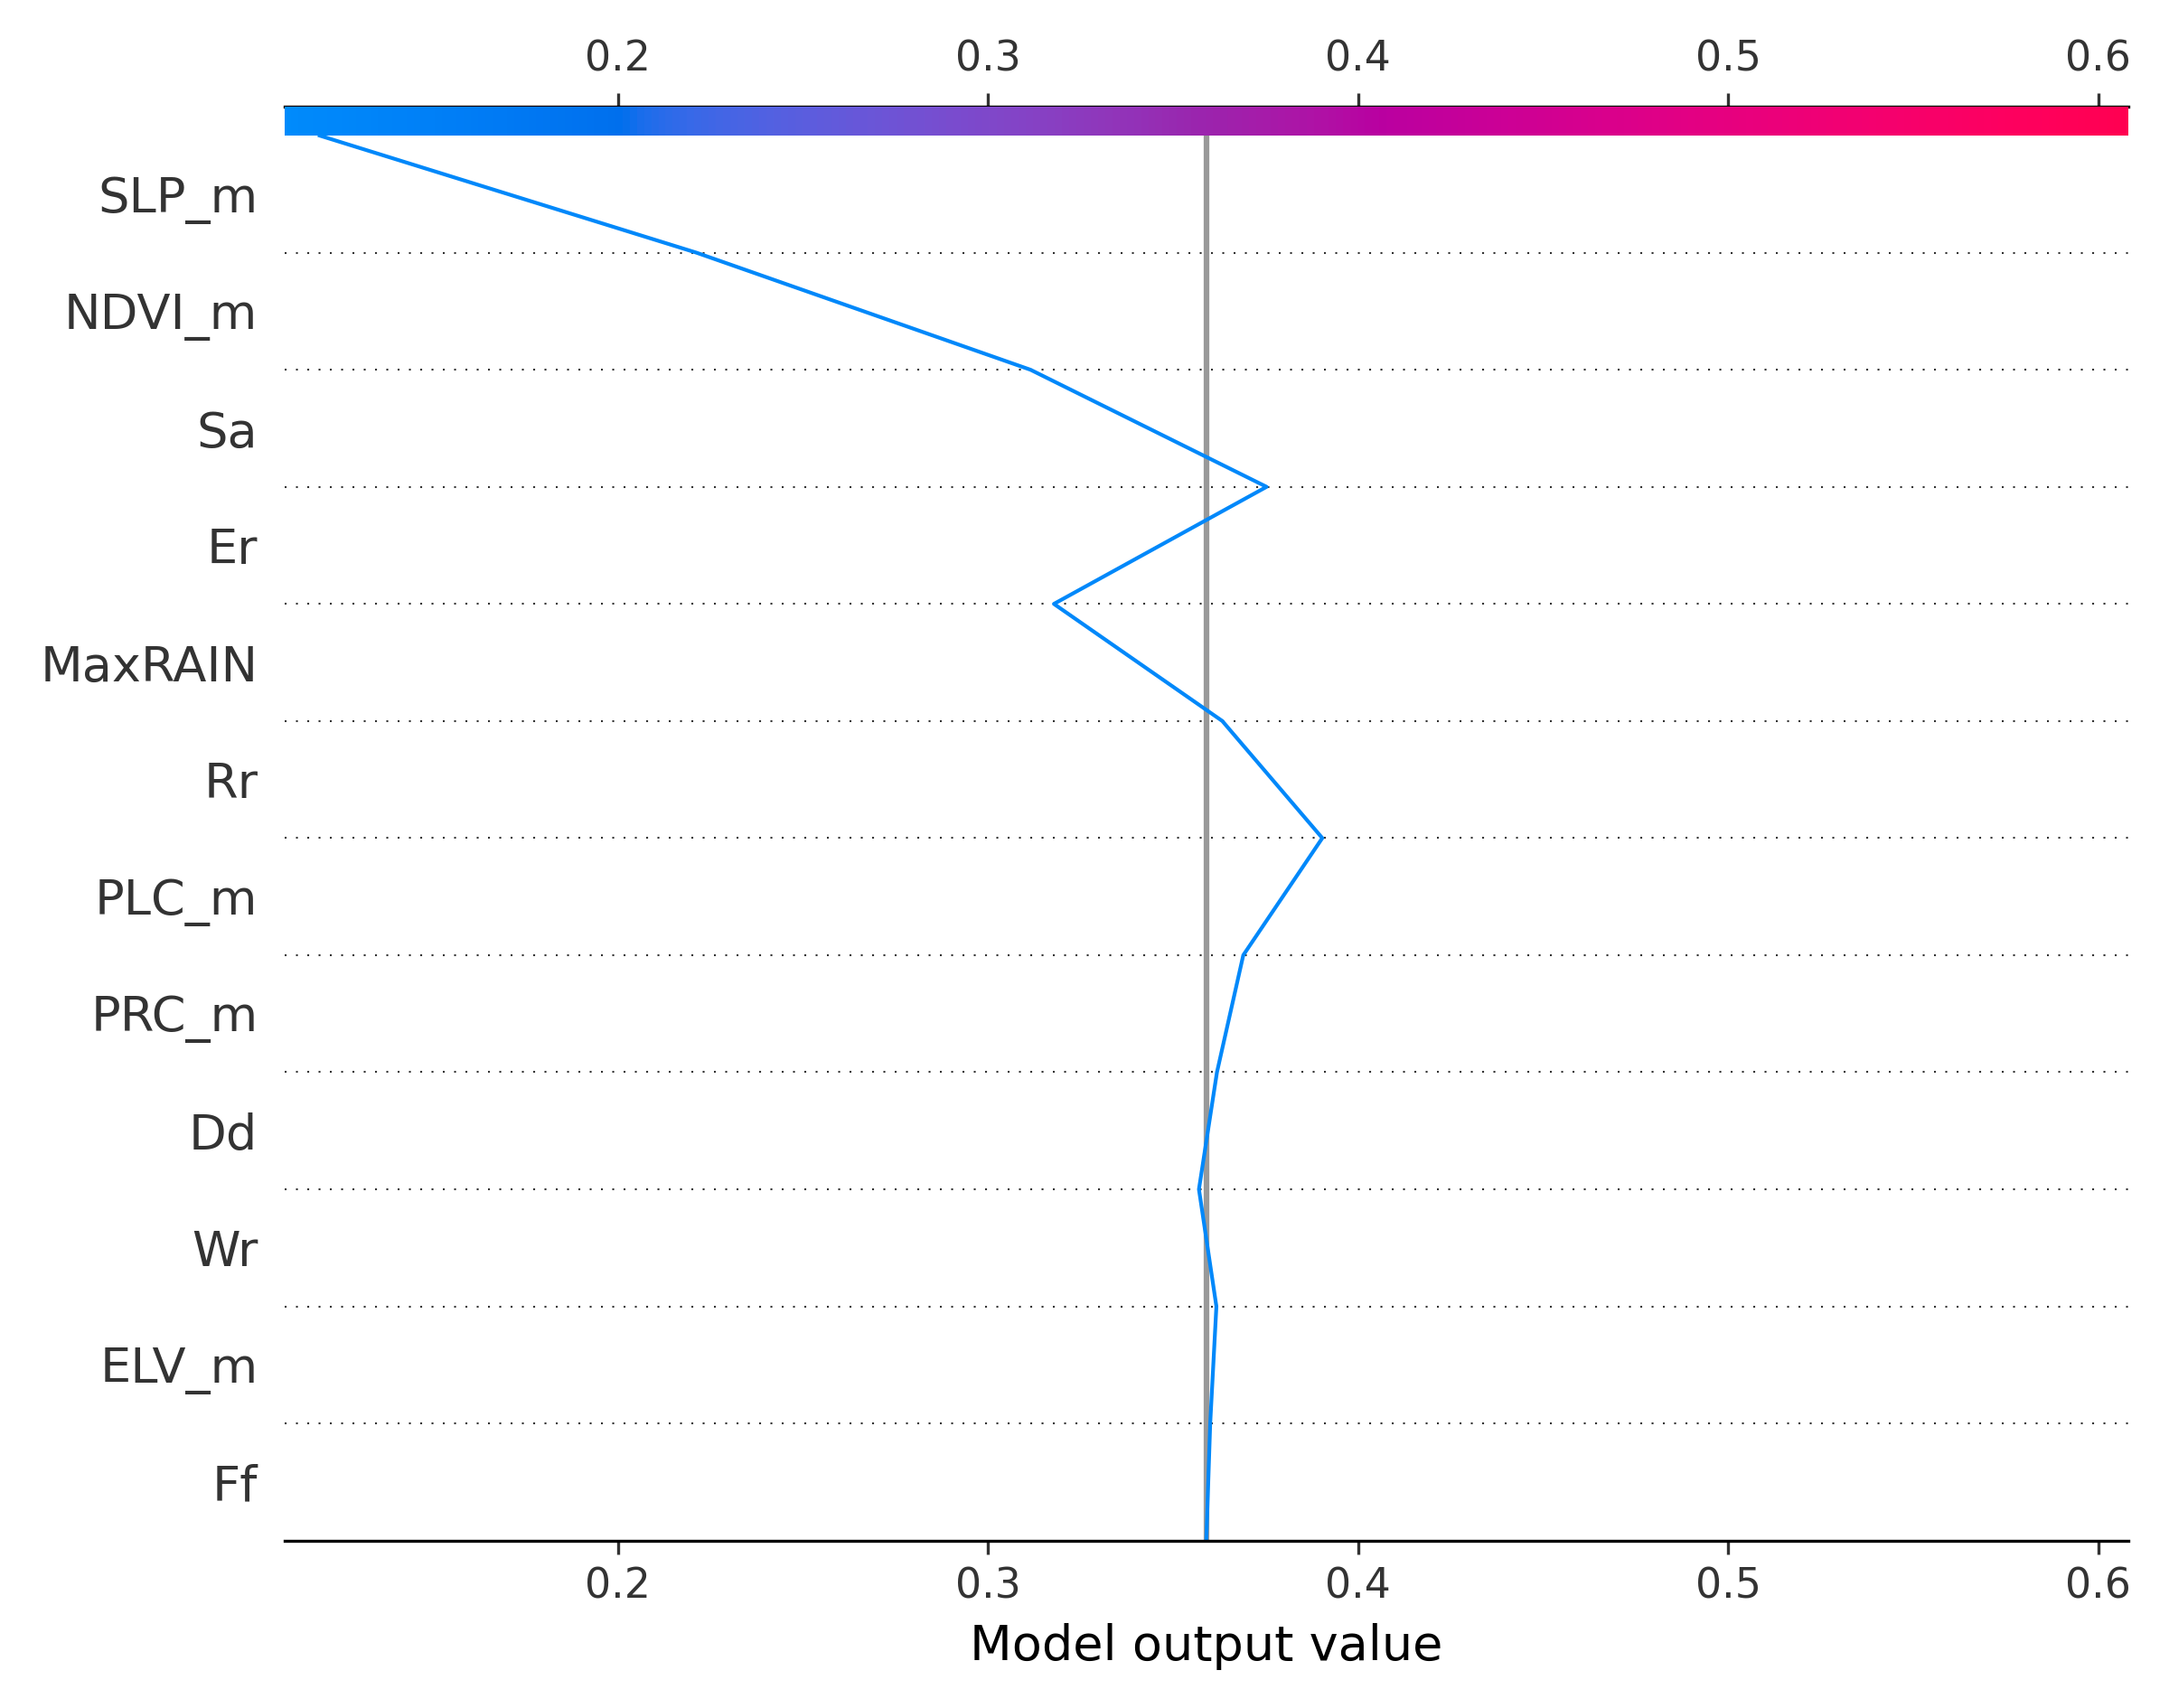 0.2 0.3 0.4 0.5 0.6
SLP_m
NDVI_m
Sa
Er
MaxRAIN
Rr
PLC_m
PRC_m
Dd
Wr
ELV_m
Ff
0.2 0.3 0.4 0.5 0.6
Model output value